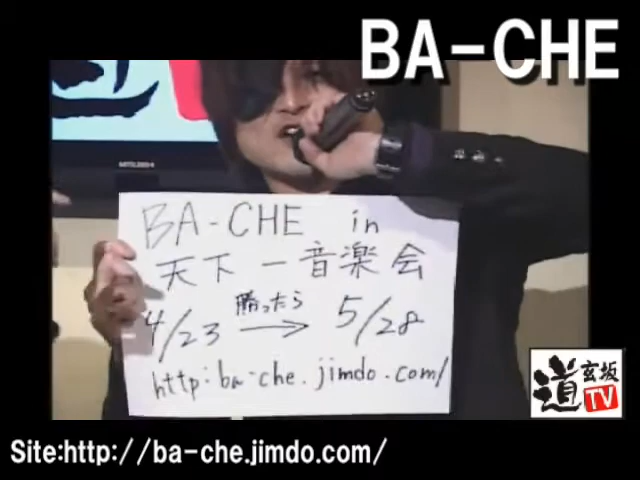 BA-CHE
MITSUBISHI
BA-CHE in
天下一音楽会
勝ったら
4/23 → 5/28
http:ba-che.jimdo.com/
道玄坂
TV
Site:http://ba-che.jimdo.com/